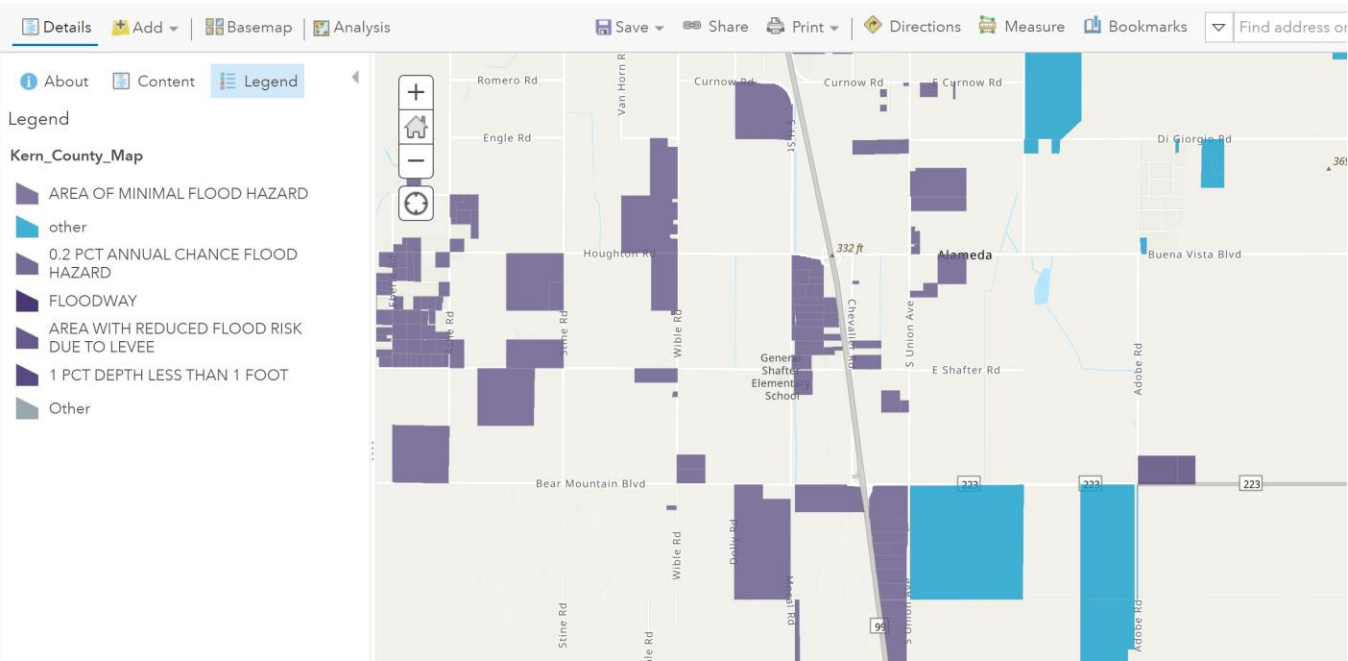 Details
Add
Basemap
Analysis
Save
Share
Print
Directions
Measure
Bookmarks
Find address or
About
Content
Legend
Legend
Kern_County_Map
AREA OF MINIMAL FLOOD HAZARD
other
0.2 PCT ANNUAL CHANCE FLOOD
HAZARD
FLOODWAY
AREA WITH REDUCED FLOOD RISK
DUE TO LEVEE
1 PCT DEPTH LESS THAN 1 FOOT
Other
Romero Rd
Van Horn R
Curnow Rd
Curnow Rd
E Curnow Rd
Engle Rd
S H St
Di Giorgio Rd
369
Houghton Rd
332 ft
Alameda
Buena Vista Blvd
Stine Rd
Wible Rd
Chevalier Rd
S Union Ave
Adobe Rd
General
Shafter
Elementary
School
E Shafter Rd
Bear Mountain Blvd
223
223
223
Wible Rd
Dolly Rd
Stine Rd
ble Rd
99
S Union Ave
Adobe Rd